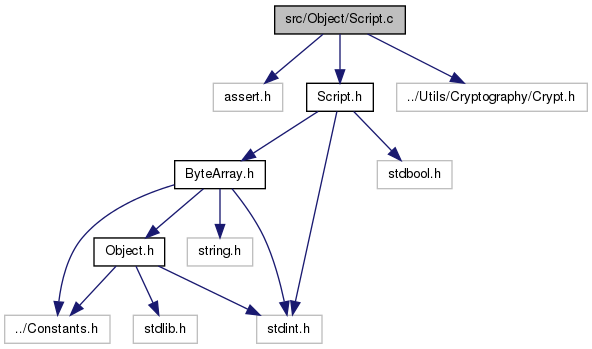 src/Object/Script.c
assert.h
Script.h
../Utils/Cryptography/Crypt.h
ByteArray.h
stdbool.h
Object.h
string.h
../Constants.h
stdlib.h
stdint.h